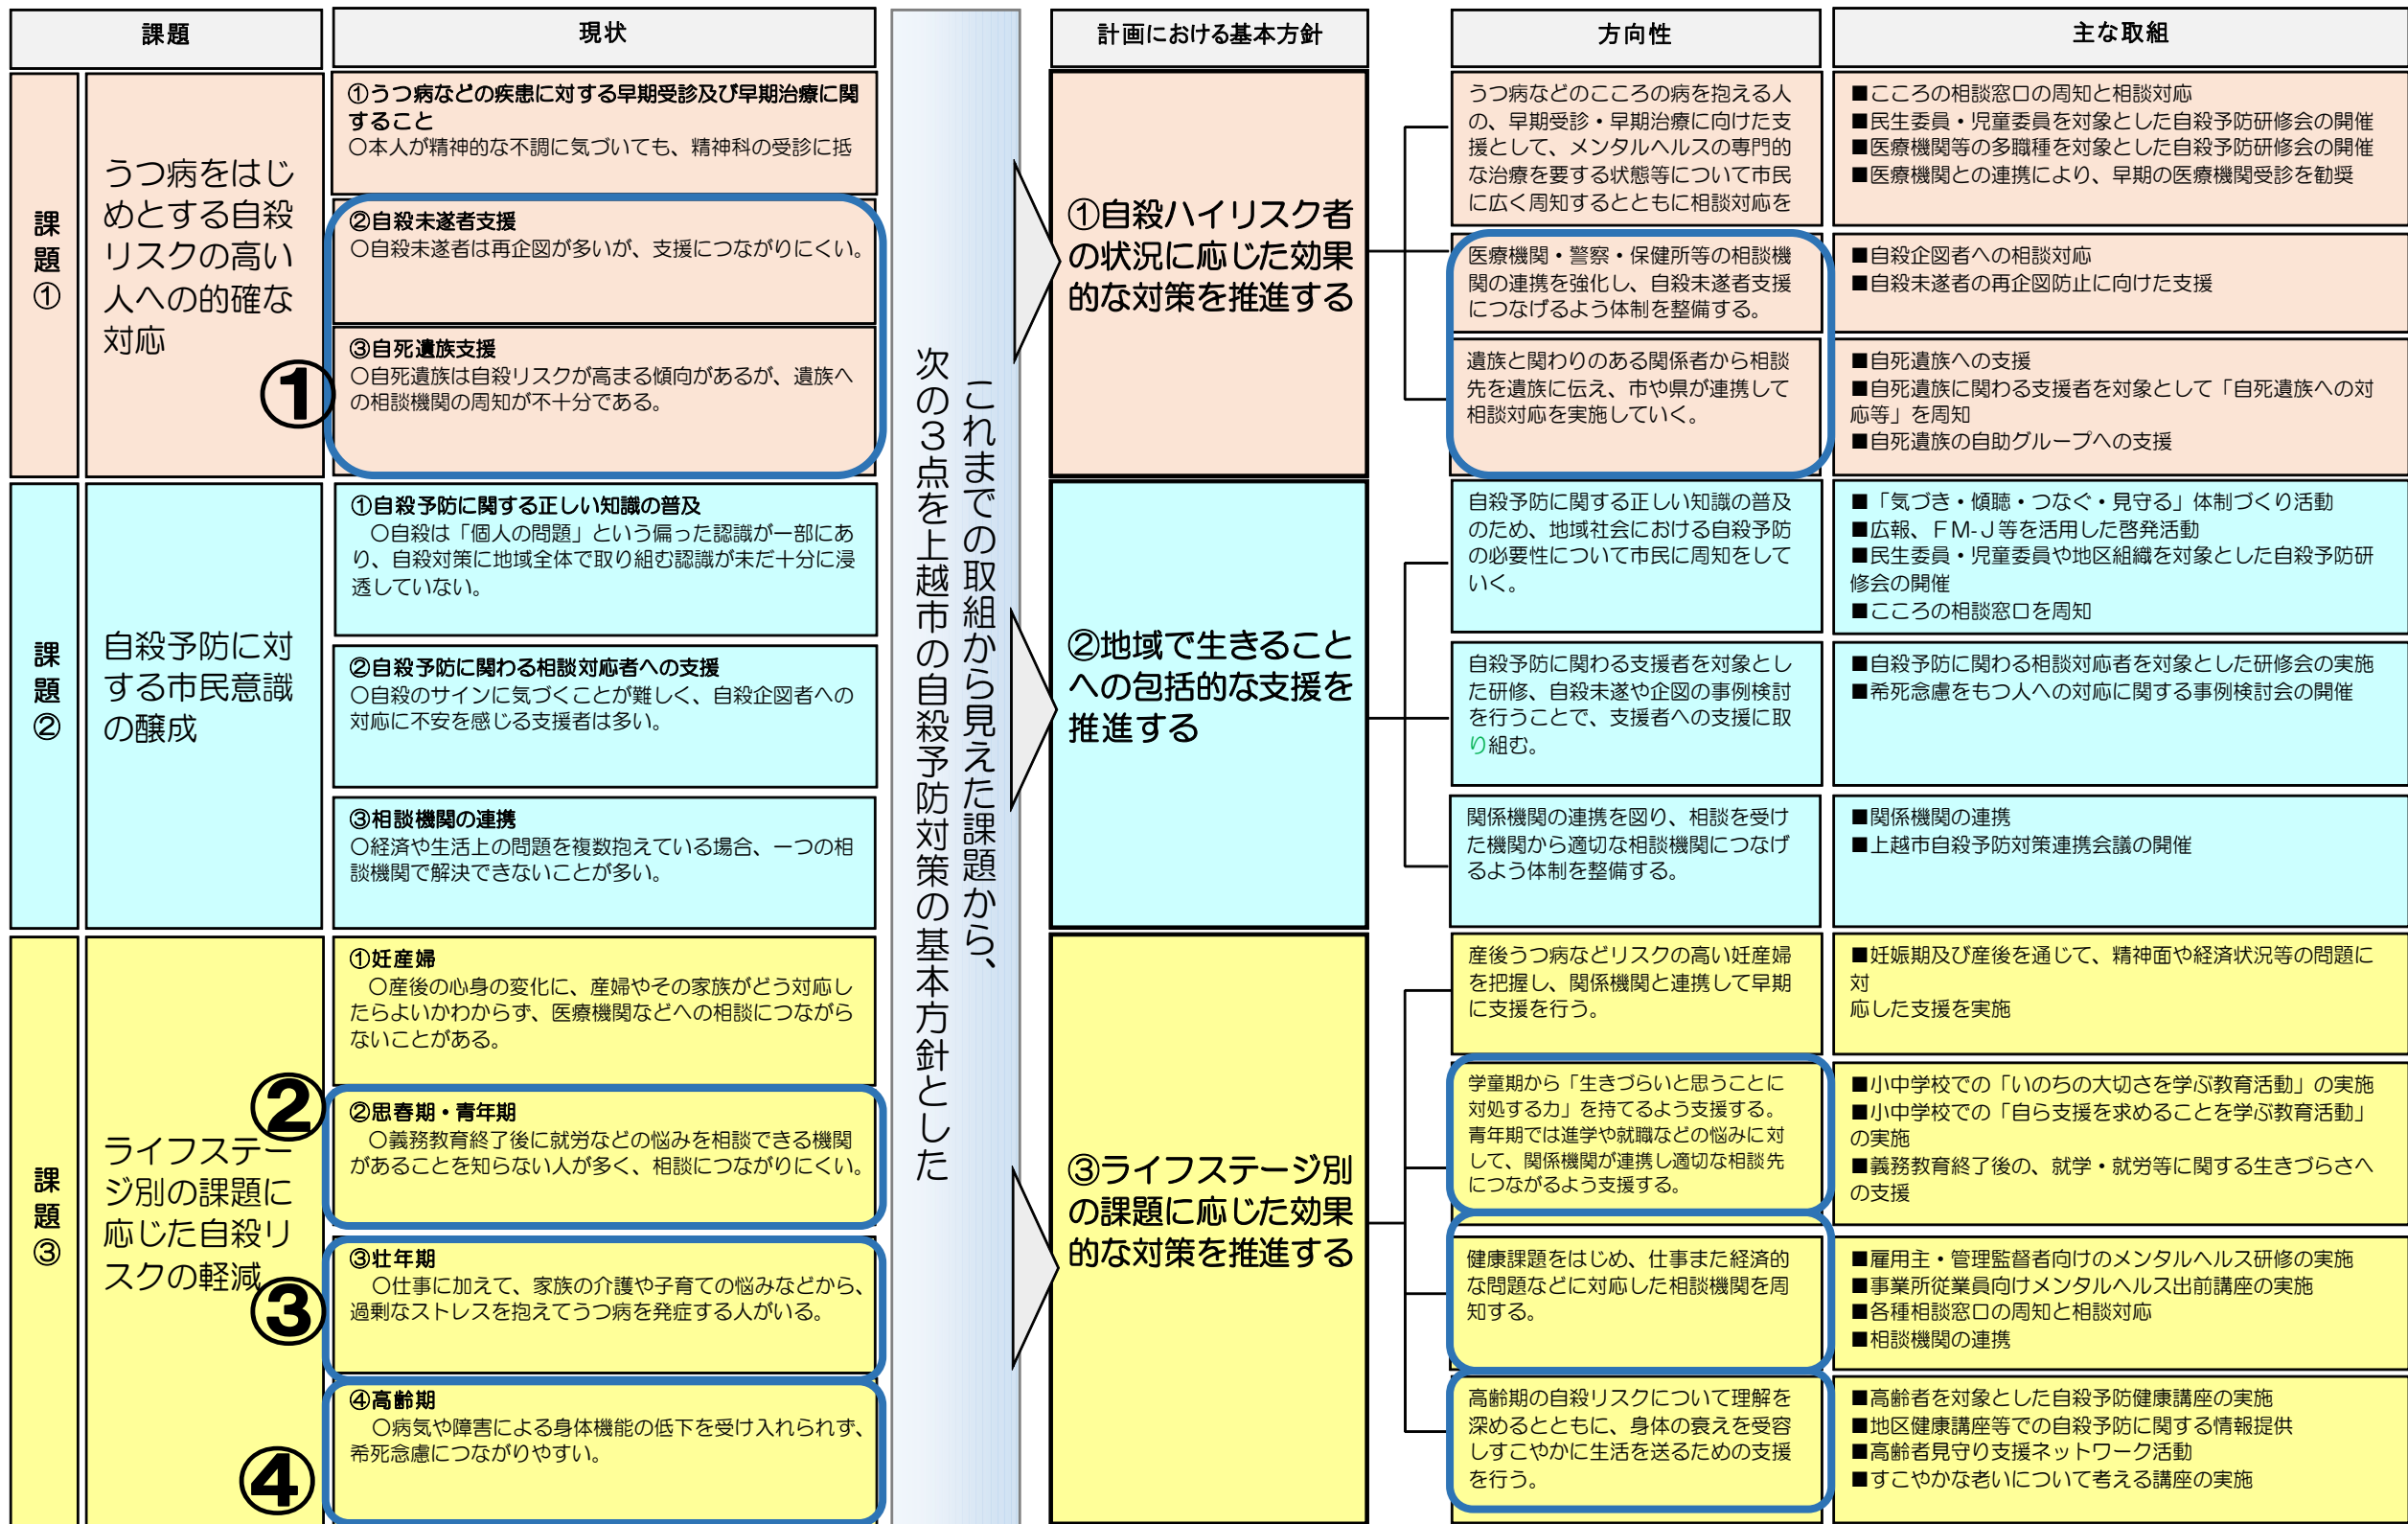 課題
現状
計画における基本方針
方向性
主な取組
課題①
うつ病をはじ
めとする自殺
リスクの高い
人への的確な
対応
①うつ病などの疾患に対する早期受診及び早期治療に関
すること
〇本人が精神的な不調に気づいても、精神科の受診に抵
②自殺未遂者支援
〇自殺未遂者は再企図が多いが、支援につながりにくい。
③自死遺族支援
〇自死遺族は自殺リスクが高まる傾向があるが、遺族へ
の相談機関の周知が不十分である。
①
課題②
自殺予防に対
する市民意識
の醸成
①自殺予防に関する正しい知識の普及
〇自殺は「個人の問題」という偏った認識が一部にあ
り、自殺対策に地域全体で取り組む認識が未だ十分に浸
透していない。
②自殺予防に関わる相談対応者への支援
〇自殺のサインに気づくことが難しく、自殺企図者への
対応に不安を感じる支援者は多い。
③相談機関の連携
〇経済や生活上の問題を複数抱えている場合、一つの相
談機関で解決できないことが多い。
課題③
ライフステー
ジ別の課題に
応じた自殺リ
スクの軽減
①妊産婦
〇産後の心身の変化に、産婦やその家族がどう対応し
たらよいかわからず、医療機関などへの相談につながら
ないことがある。
②
②思春期・青年期
〇義務教育終了後に就労などの悩みを相談できる機関
があることを知らない人が多く、相談につながりにくい。
③
③壮年期
〇仕事に加えて、家族の介護や子育ての悩みなどから、
過剰なストレスを抱えてうつ病を発症する人がいる。
④
④高齢期
〇病気や障害による身体機能の低下を受け入れられず、
希死念慮につながりやすい。
これまでの取組から見えた課題から、
次の３点を上越市の自殺予防対策の基本方針とした
①自殺ハイリスク者
の状況に応じた効果
的な対策を推進する
うつ病などのこころの病を抱える人
の、早期受診・早期治療に向けた支
援として、メンタルヘルスの専門的
な治療を要する状態等について市民
に広く周知するとともに相談対応を
■こころの相談窓口の周知と相談対応
■民生委員・児童委員を対象とした自殺予防研修会の開催
■医療機関等の多職種を対象とした自殺予防研修会の開催
■医療機関との連携により、早期の医療機関受診を勧奨
医療機関・警察・保健所等の相談機
関の連携を強化し、自殺未遂者支援
につなげるよう体制を整備する。
■自殺企図者への相談対応
■自殺未遂者の再企図防止に向けた支援
遺族と関わりのある関係者から相談
先を遺族に伝え、市や県が連携して
相談対応を実施していく。
■自死遺族への支援
■自死遺族に関わる支援者を対象として「自死遺族への対
応等」を周知
■自死遺族の自助グループへの支援
②地域で生きること
への包括的な支援を
推進する
自殺予防に関する正しい知識の普及
のため、地域社会における自殺予防
の必要性について市民に周知をして
いく。
■「気づき・傾聴・つなぐ・見守る」体制づくり活動
■広報、ＦＭ-Ｊ等を活用した啓発活動
■民生委員・児童委員や地区組織を対象とした自殺予防研
修会の開催
■こころの相談窓口を周知
自殺予防に関わる支援者を対象とし
た研修、自殺未遂や企図の事例検討
を行うことで、支援者への支援に取
り組む。
■自殺予防に関わる相談対応者を対象とした研修会の実施
■希死念慮をもつ人への対応に関する事例検討会の開催
関係機関の連携を図り、相談を受け
た機関から適切な相談機関につなげ
るよう体制を整備する。
■関係機関の連携
■上越市自殺予防対策連携会議の開催
③ライフステージ別
の課題に応じた効果
的な対策を推進する
産後うつ病などリスクの高い妊産婦
を把握し、関係機関と連携して早期
に支援を行う。
■妊娠期及び産後を通じて、精神面や経済状況等の問題に
対
応した支援を実施
学童期から「生きづらいと思うことに
対処する力」を持てるよう支援する。
青年期では進学や就職などの悩みに対
して、関係機関が連携し適切な相談先
につながるよう支援する。
■小中学校での「いのちの大切さを学ぶ教育活動」の実施
■小中学校での「自ら支援を求めることを学ぶ教育活動」
の実施
■義務教育終了後の、就学・就労等に関する生きづらさへ
の支援
健康課題をはじめ、仕事また経済的
な問題などに対応した相談機関を周
知する。
■雇用主・管理監督者向けのメンタルヘルス研修の実施
■事業所従業員向けメンタルヘルス出前講座の実施
■各種相談窓口の周知と相談対応
■相談機関の連携
高齢期の自殺リスクについて理解を
深めるとともに、身体の衰えを受容
しすこやかに生活を送るための支援
を行う。
■高齢者を対象とした自殺予防健康講座の実施
■地区健康講座等での自殺予防に関する情報提供
■高齢者見守り支援ネットワーク活動
■すこやかな老いについて考える講座の実施